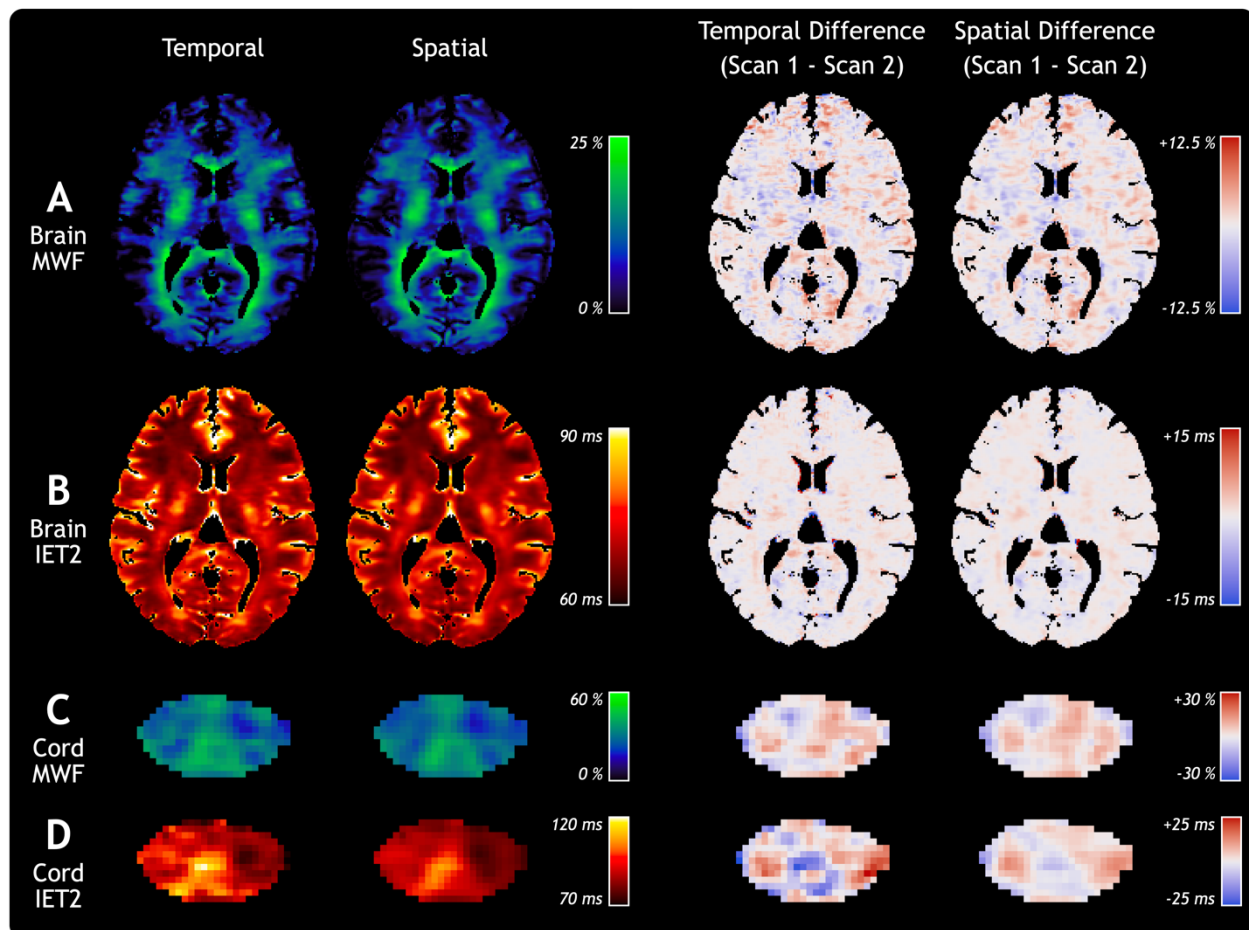 Temporal
Spatial
Temporal Difference
(Scan 1 - Scan 2)
Spatial Difference
(Scan 1 - Scan 2)
A
Brain
MWF
25 %
0 %
+12.5 %
-12.5 %
B
Brain
IET2
90 ms
60 ms
+15 ms
-15 ms
C
Cord
MWF
60 %
0 %
+30 %
-30 %
D
Cord
IET2
120 ms
70 ms
+25 ms
-25 ms